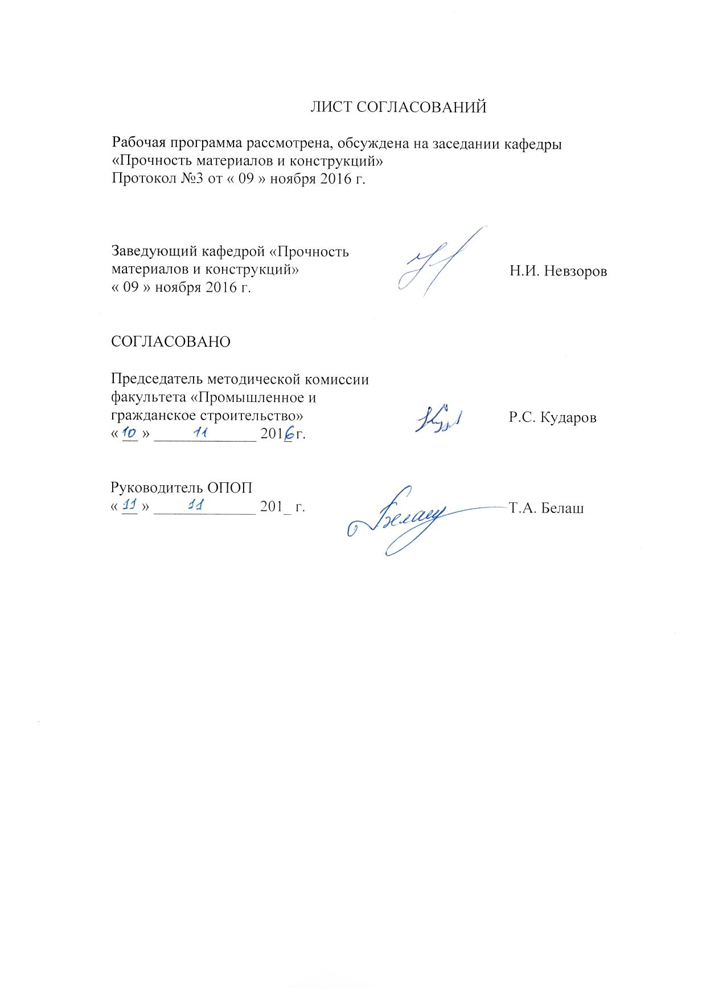 ЛИСТ СОГЛАСОВАНИЙ
Рабочая программа рассмотрена, обсуждена на заседании кафедры
«Прочность материалов и конструкций»
Протокол №3 от « 09 » ноября 2016 г.
Заведующий кафедрой «Прочность
материалов и конструкций» Н.И. Невзоров
« 09 » ноября 2016 г.
СОГЛАСОВАНО
Председатель методической комиссии
факультета «Промышленное и
гражданское строительство» Р.С. Кударов
« 10 » 11 2016 г.
Руководитель ОПОП
« 11 » 11 201_ г. Белаш Т.А. Белаш